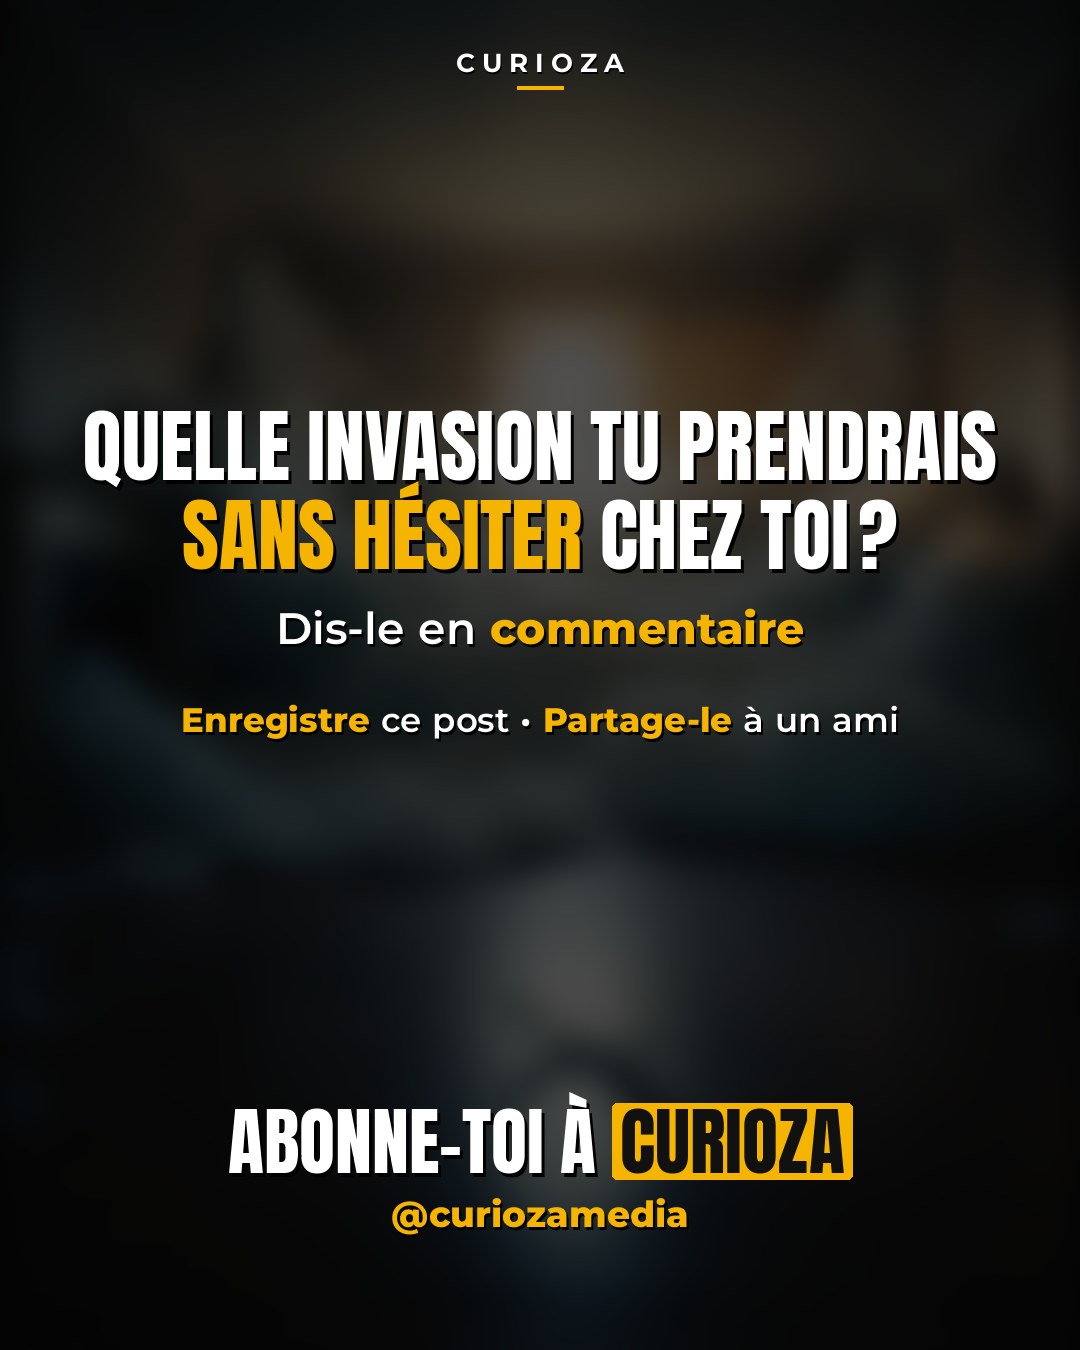 CURIOZA
QUELLE INVASION TU PRENDRAIS
SANS HÉSITER CHEZ TOI ?
Dis-le en commentaire
Enregistre ce post • Partage-le à un ami
ABONNE-TOI À CURIOZA
@curiozamedia